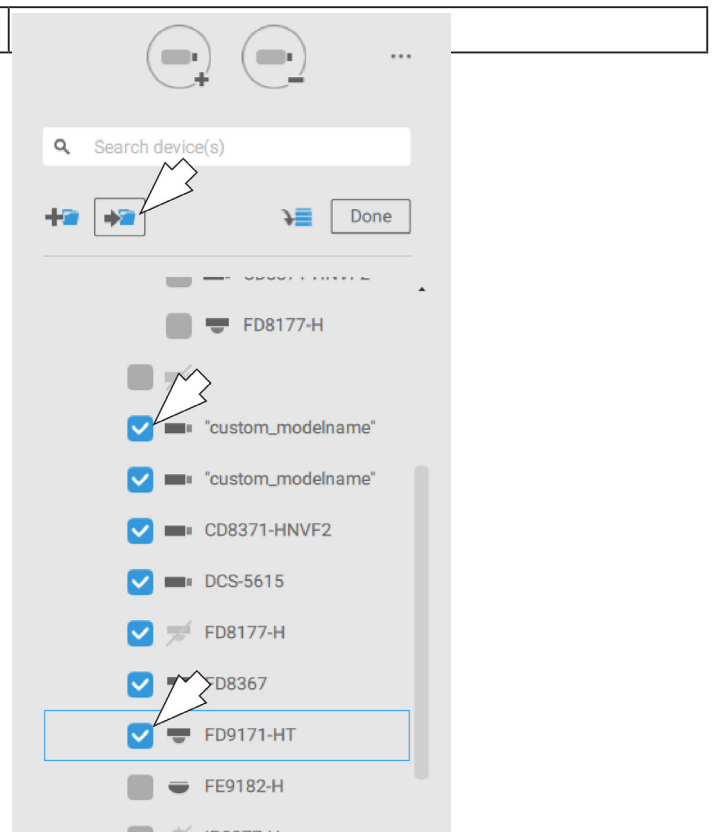 Search device(s)
Done
FD8177-H
"custom_modelname"
"custom_modelname"
CD8371-HNVF2
DCS-5615
FD8177-H
FD8367
FD9171-HT
FE9182-H